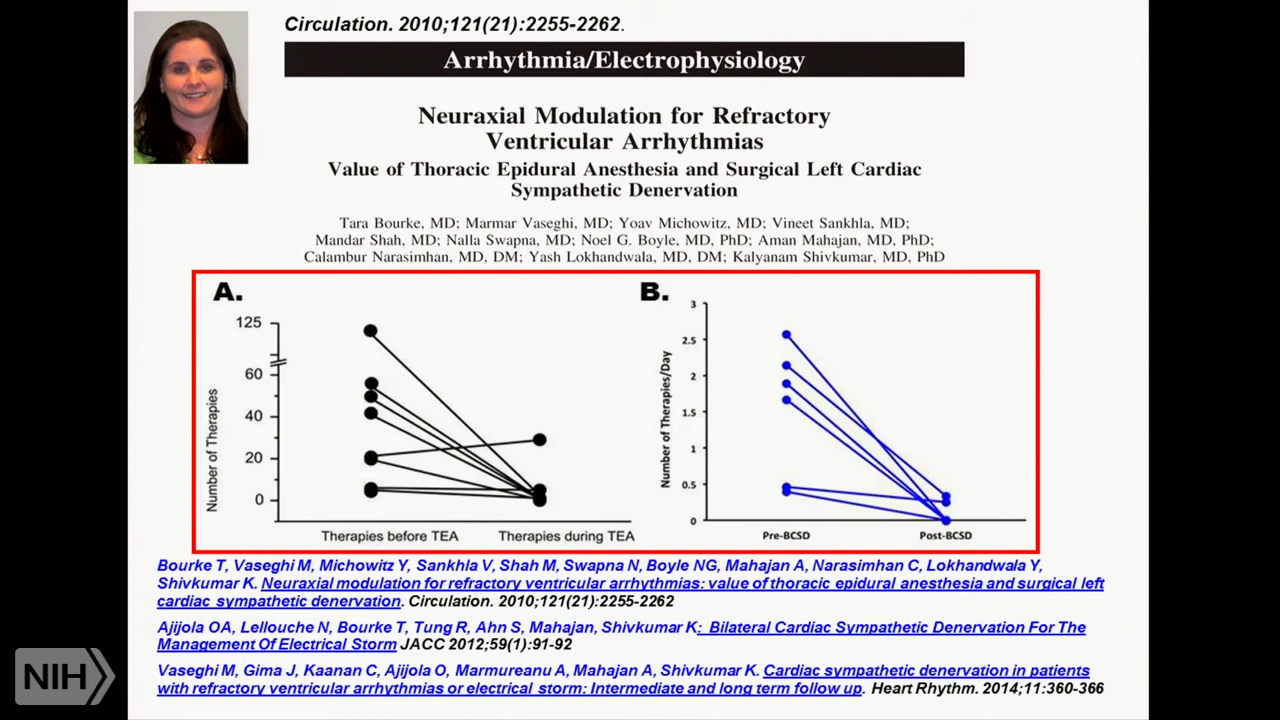 Circulation. 2010;121(21):2255-2262.
Arrhythmia/Electrophysiology
Neuraxial Modulation for Refractory
Ventricular Arrhythmias
Value of Thoracic Epidural Anesthesia and Surgical Left Cardiac
Sympathetic Denervation
Tara Bourke, MD; Marmar Vaseghi, MD; Yoav Michowitz, MD; Vineet Sankhla, MD;
Mandar Shah, MD; Nalla Swapna, MD; Noel G. Boyle, MD, PhD; Aman Mahajan, MD, PhD;
Calambur Narasimhan, MD, DM; Yash Lokhandwala, MD, DM; Kalyanam Shivkumar, MD, PhD
A.
125
60
40
20
0
Number of Therapies
Therapies before TEA
Therapies during TEA
B.
3
2.5
2
1.5
1
0.5
0
Number of Therapies/Day
Pre-BCSD
Post-BCSD
Bourke T, Vaseghi M, Michowitz Y, Sankhla V, Shah M, Swapna N, Boyle NG, Mahajan A, Narasimhan C, Lokhandwala Y,
Shivkumar K. Neuraxial modulation for refractory ventricular arrhythmias: value of thoracic epidural anesthesia and surgical left
cardiac sympathetic denervation. Circulation. 2010;121(21):2255-2262
Ajijola OA, Lellouche N, Bourke T, Tung R, Ahn S, Mahajan, Shivkumar K: Bilateral Cardiac Sympathetic Denervation For The
Management Of Electrical Storm JACC 2012;59(1):91-92
Vaseghi M, Gima J, Kaanan C, Ajijola O, Marmureanu A, Mahajan A, Shivkumar K. Cardiac sympathetic denervation in patients
with refractory ventricular arrhythmias or electrical storm: Intermediate and long term follow up. Heart Rhythm. 2014;11:360-366
NIH